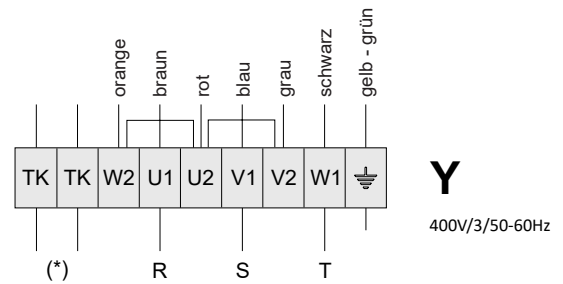 orange
braun
rot
blau
grau
schwarz
gelb - grün
TK TK W2 U1 U2 V1 V2 W1
Y
400V/3/50-60Hz
(*) R S T